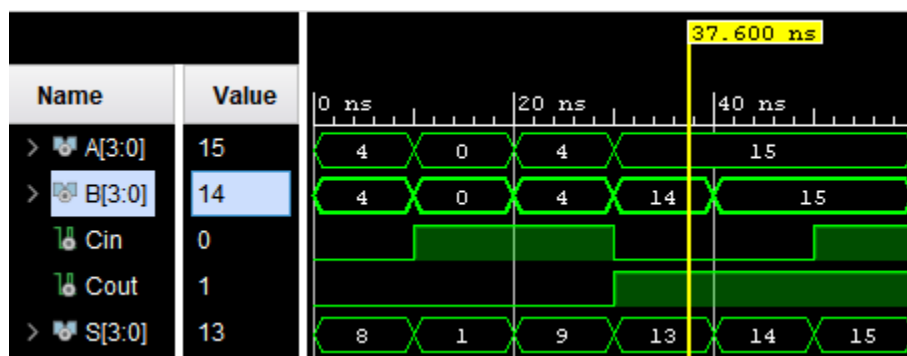 37.600 ns
Name Value 0 ns 20 ns 40 ns
A[3:0] 15 4 0 4 15
B[3:0] 14 4 0 4 14 15
Cin 0
Cout 1
S[3:0] 13 8 1 9 13 14 15